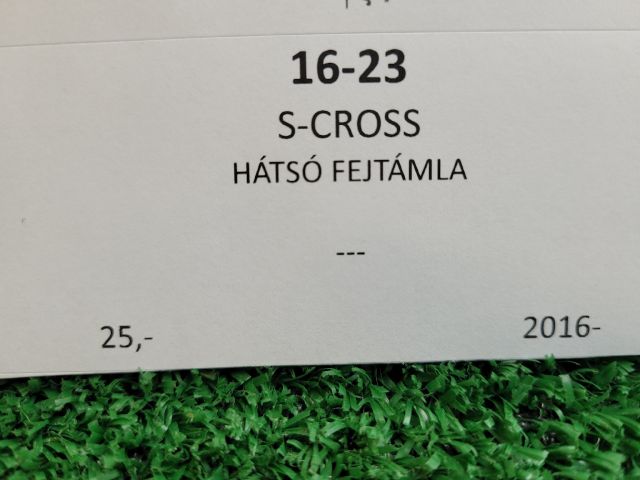 16-23
S-CROSS
HÁTSÓ FEJTÁMLA
---
25,-
2016-